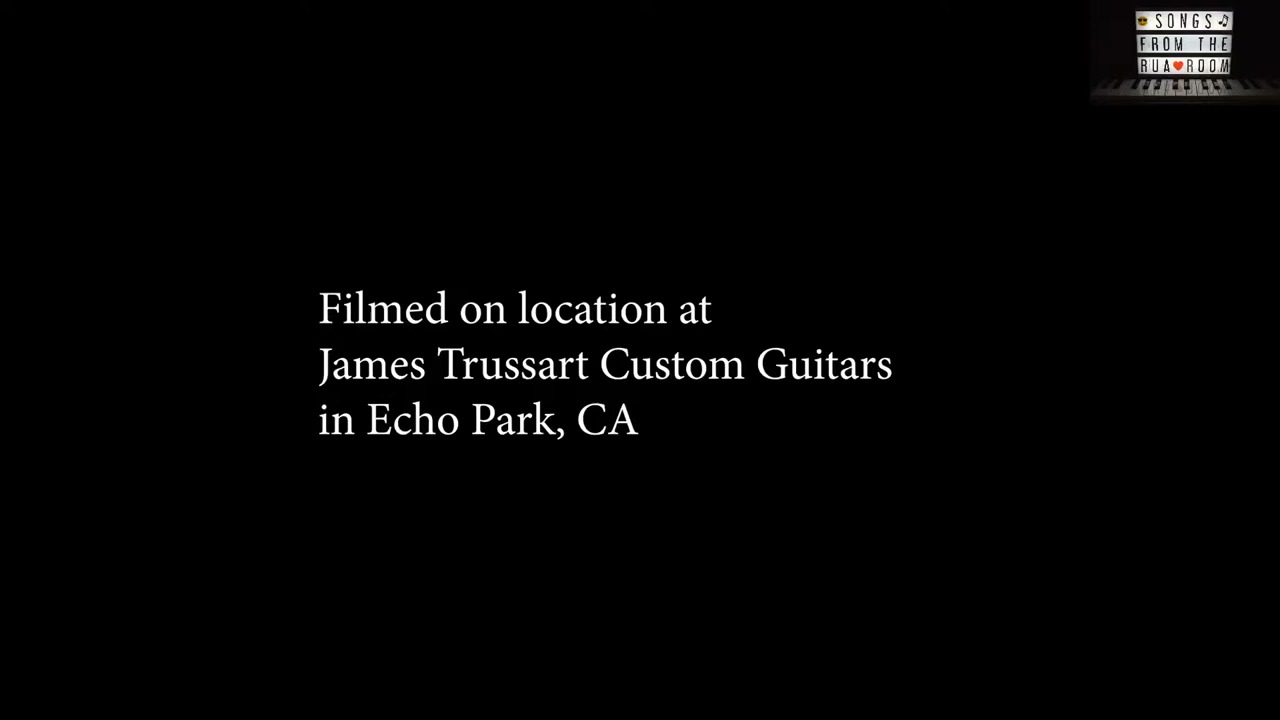 SONGS
FROM THE
RUA❤ROOM
Filmed on location at
James Trussart Custom Guitars
in Echo Park, CA